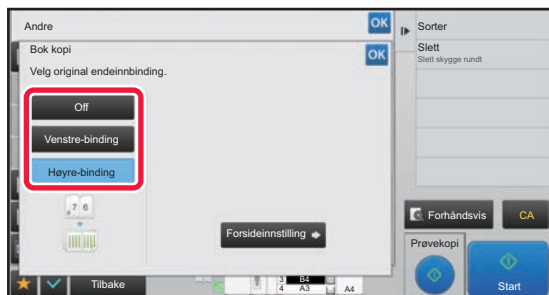 Andre
OK
Sorter
Bok kopi
OK
Slett
Slett skygge rundt
Velg original endeinnbinding.
Off
Venstre-binding
Høyre-binding
7 6
Forhåndsvis
CA
Forsideinnstilling
Prøvekopi
Tilbake
3 B4
4 A3
A4
Start